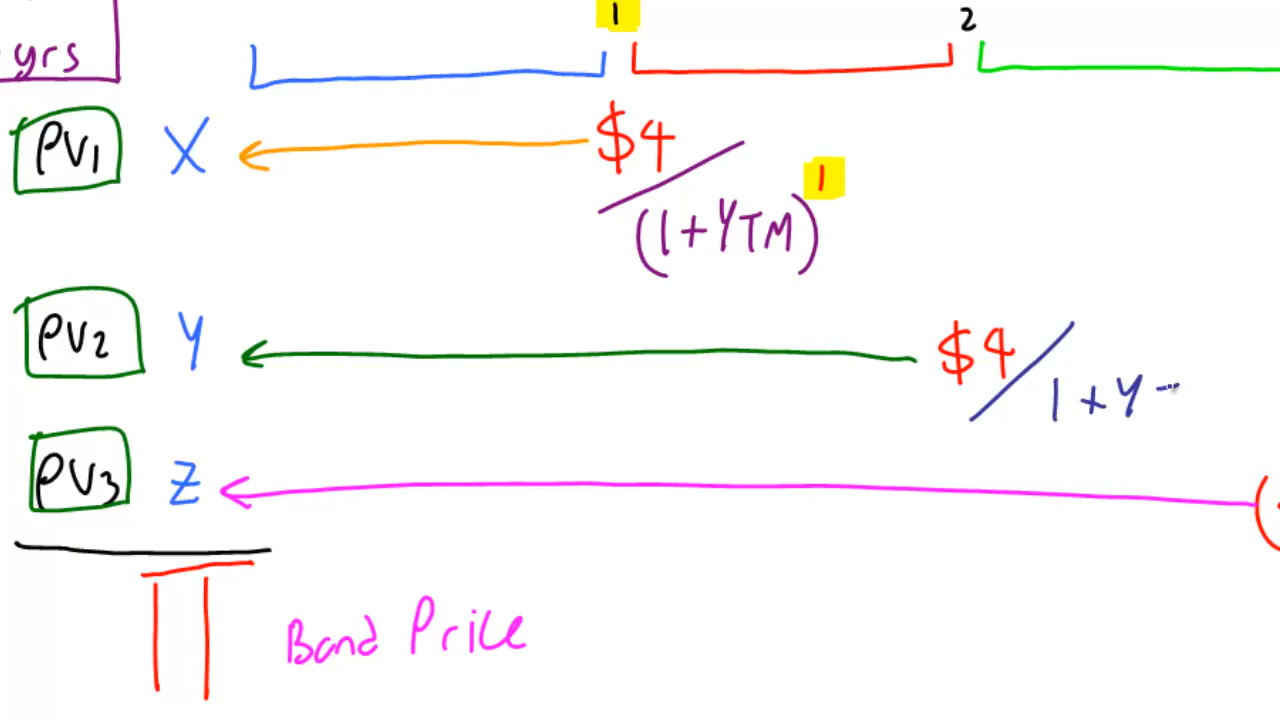 1 2
yrs
PV1 X $4/(1+YTM)^1
PV2 Y $4/1+Y
PV3 Z (
Bond Price